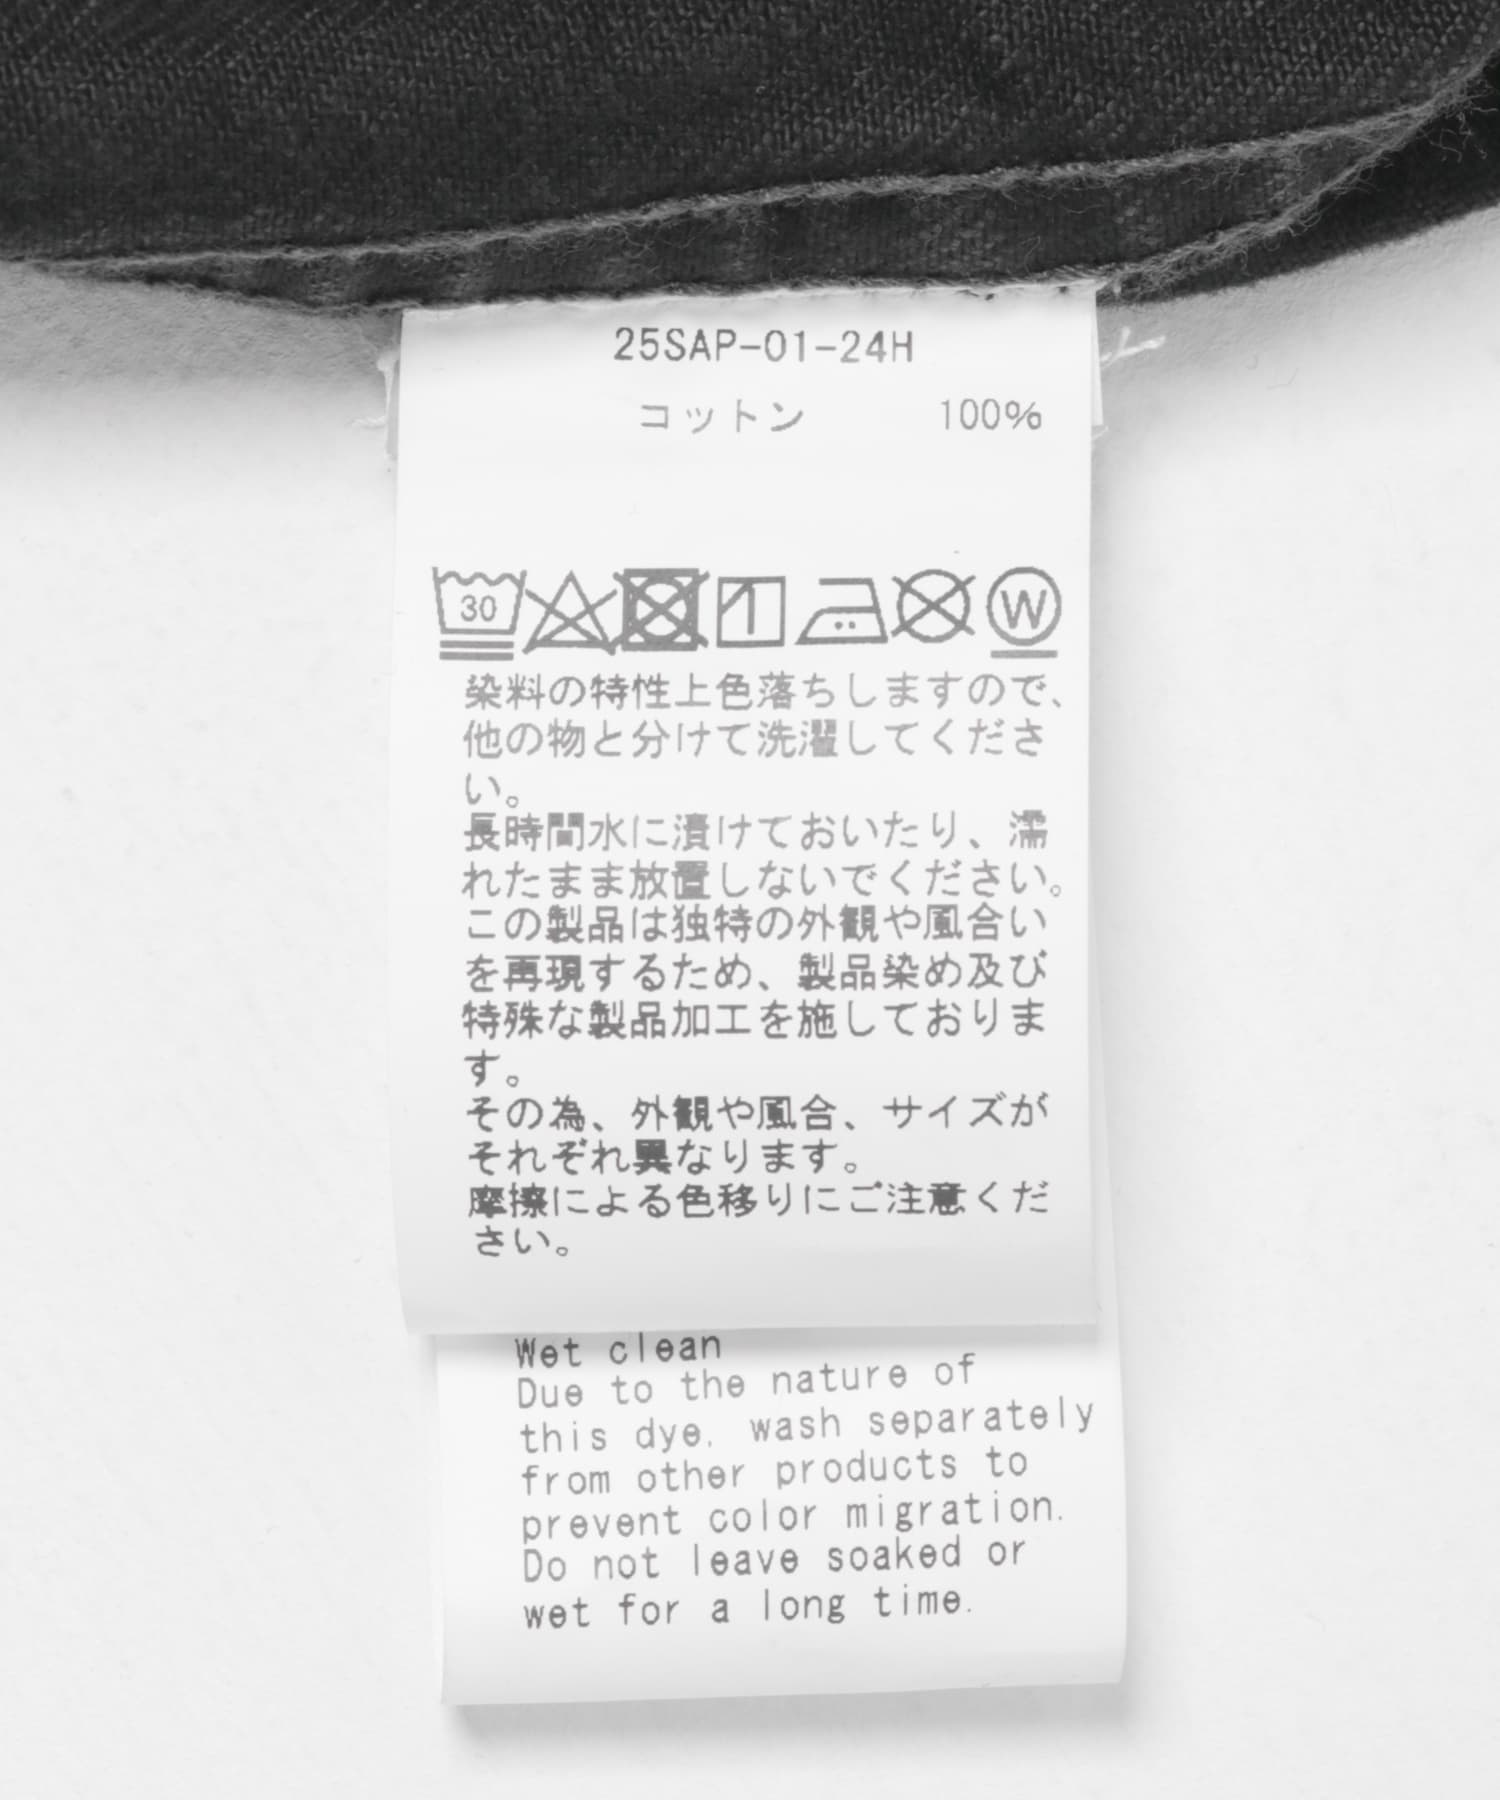 25SAP-01-24H
コットン 100%
30
W
染料の特性上色落ちしますので、
他の物と分けて洗濯してくださ
い。
長時間水に漬けておいたり、濡
れたまま放置しないでください。
この製品は独特の外観や風合い
を再現するため、製品染め及び
特殊な製品加工を施しておりま
す。
その為、外観や風合、サイズが
それぞれ異なります。
摩擦による色移りにご注意くだ
さい。
Wet clean
Due to the nature of
this dye, wash separately
from other products to
prevent color migration.
Do not leave soaked or
wet for a long time.